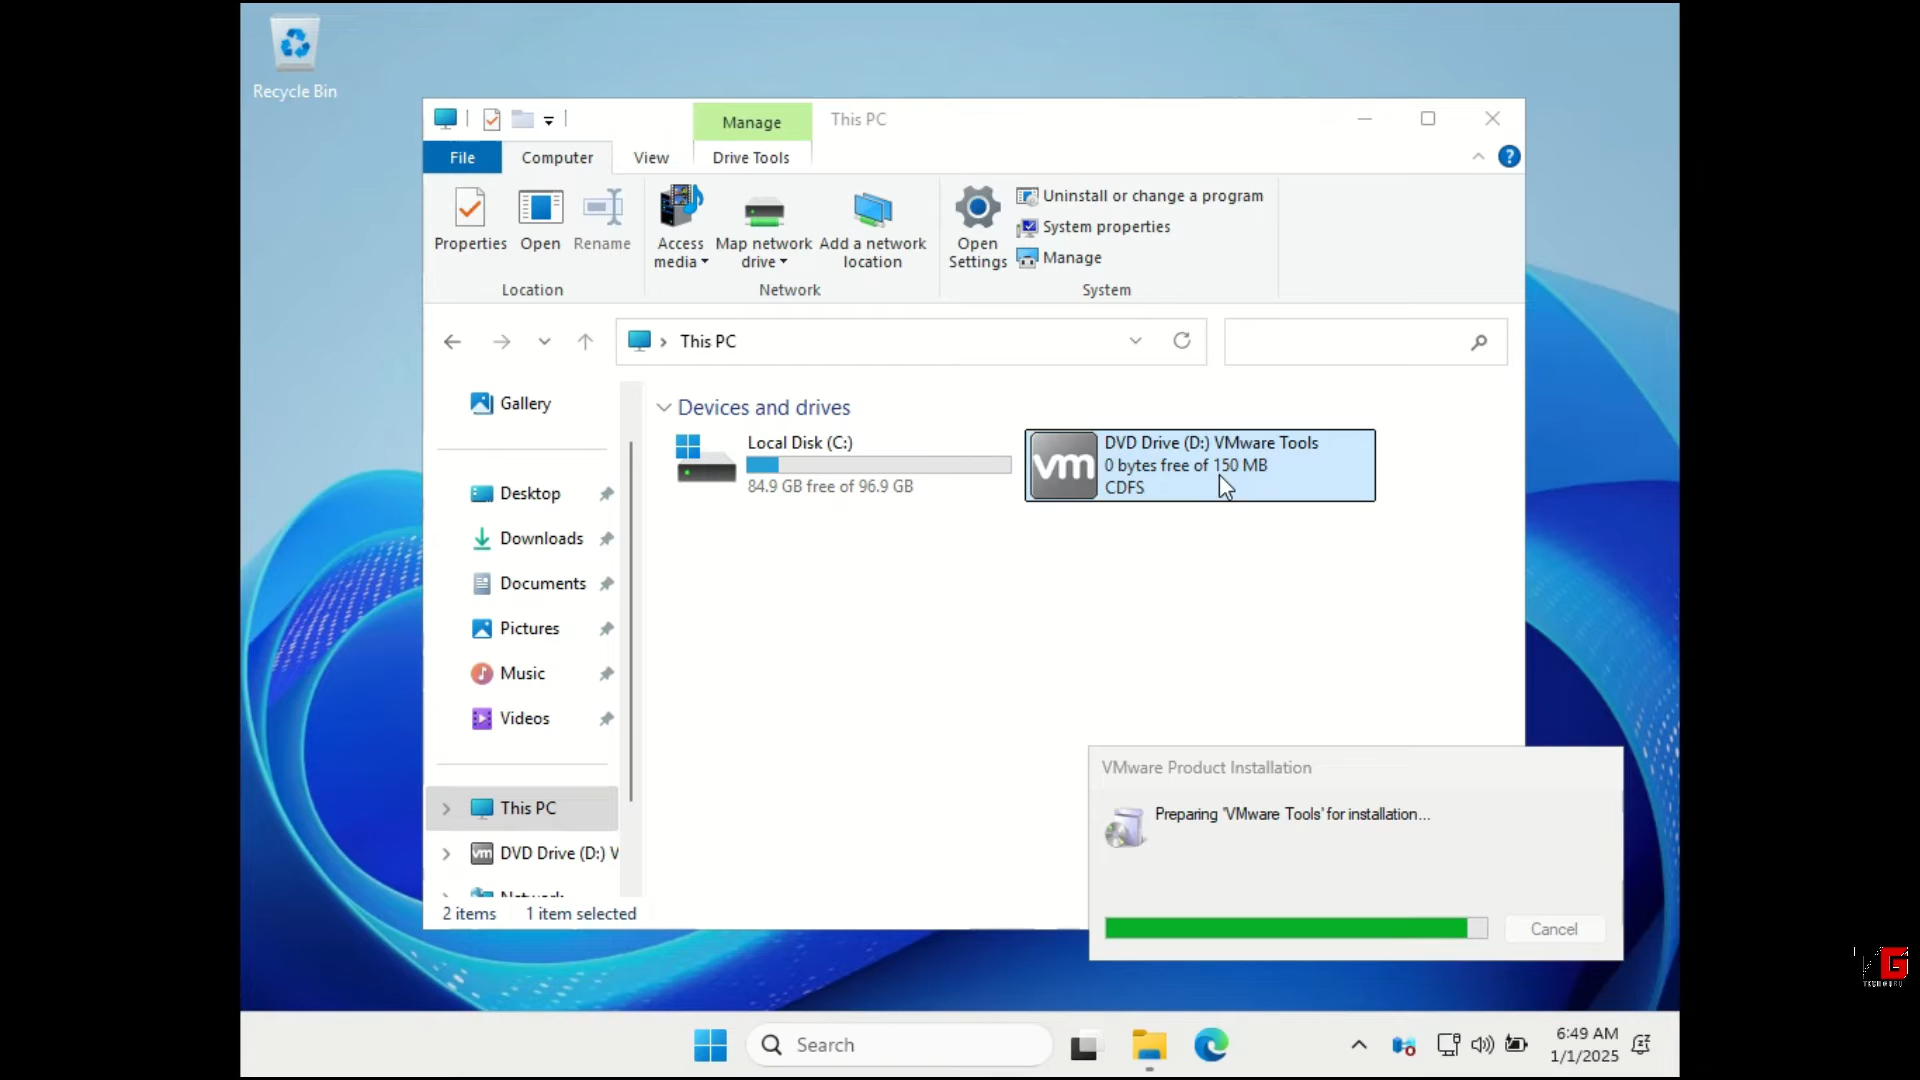 Recycle Bin
Manage
This PC
File
Computer
View
Drive Tools
Properties
Open
Rename
Access
media
Map network
drive
Add a network
location
Open
Settings
Uninstall or change a program
System properties
Manage
Location
Network
System
This PC
Gallery
Desktop
Downloads
Documents
Pictures
Music
Videos
This PC
DVD Drive (D:) V
Network
Devices and drives
Local Disk (C:)
84.9 GB free of 96.9 GB
vm
DVD Drive (D:) VMware Tools
0 bytes free of 150 MB
CDFS
2 items
1 item selected
VMware Product Installation
Preparing 'VMware Tools' for installation...
Cancel
Search
6:49 AM
1/1/2025